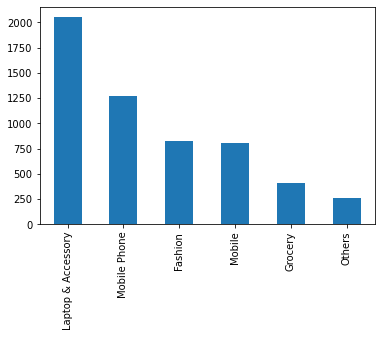 2000
1750
1500
1250
1000
750
500
250
0
Laptop & Accessory
Mobile Phone
Fashion
Mobile
Grocery
Others